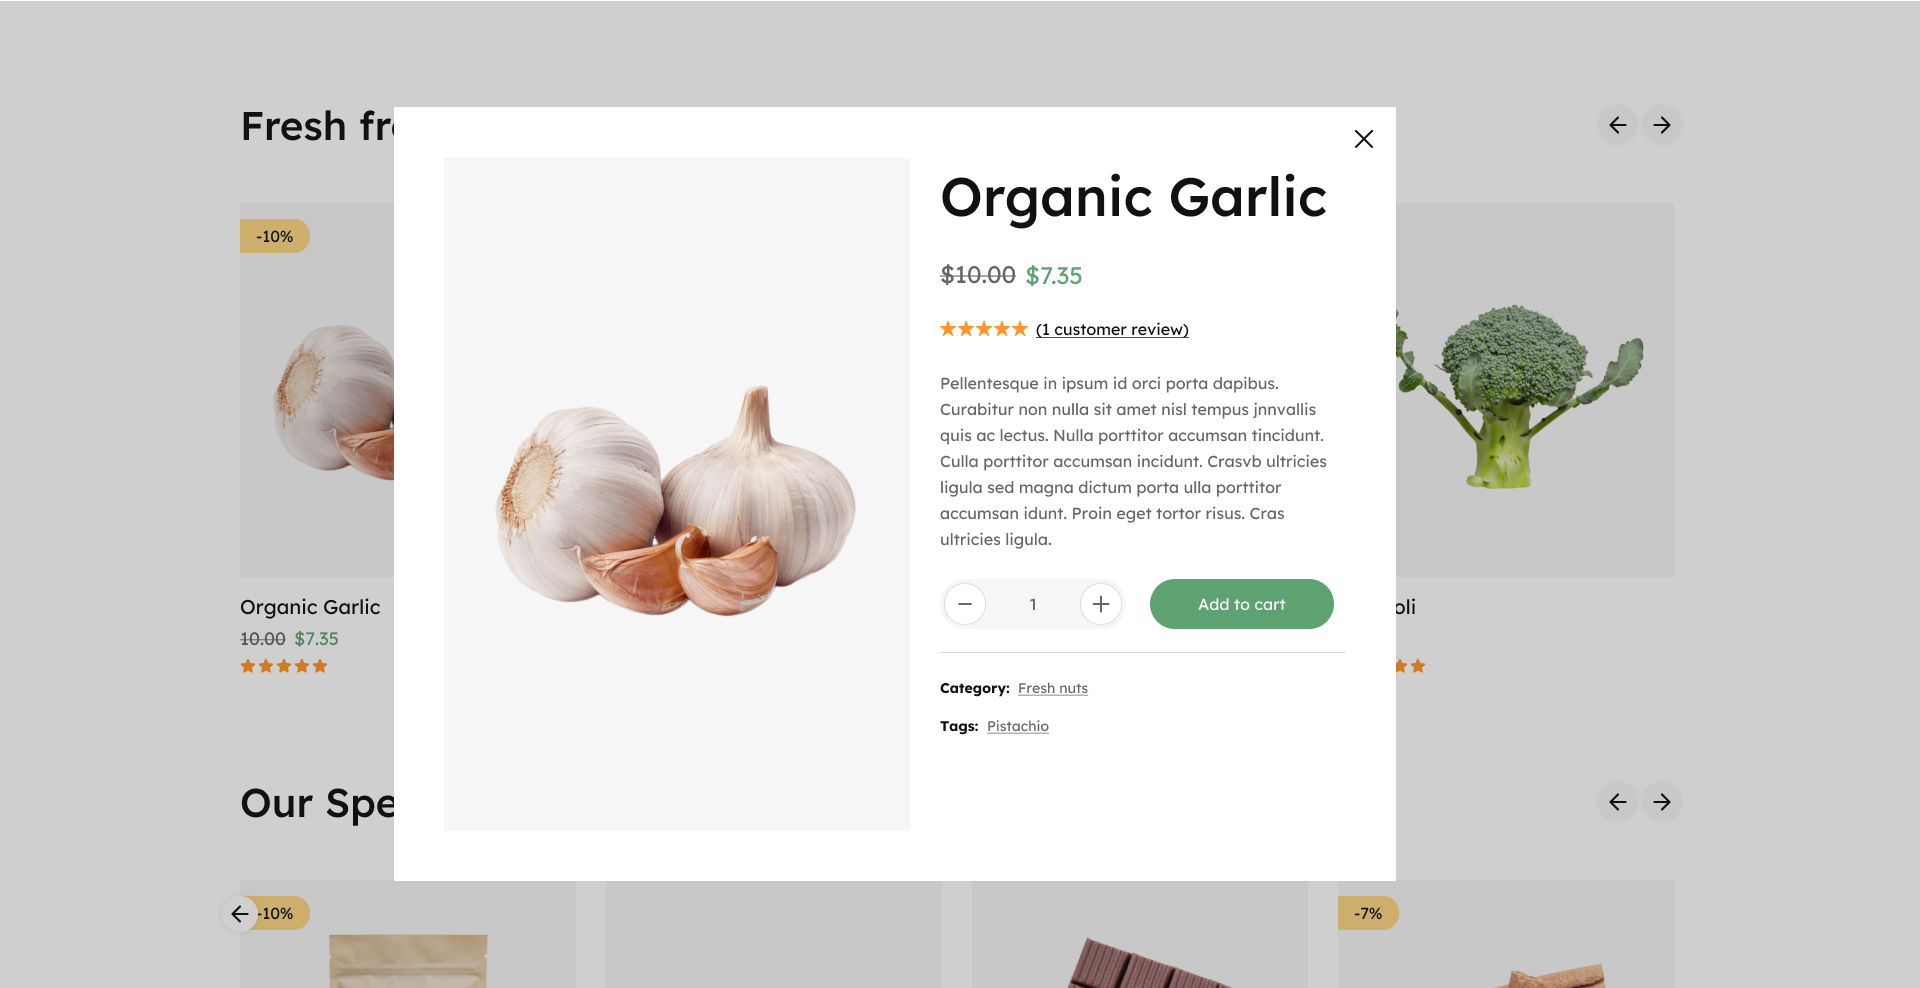 Fresh fr
-10%
Organic Garlic
10.00 $7.35
Organic Garlic
$10.00 $7.35
(1 customer review)
Pellentesque in ipsum id orci porta dapibus.
Curabitur non nulla sit amet nisl tempus jnnvallis
quis ac lectus. Nulla porttitor accumsan tincidunt.
Culla porttitor accumsan incidunt. Crasvb ultricies
ligula sed magna dictum porta ulla porttitor
accumsan idunt. Proin eget tortor risus. Cras
ultricies ligula.
1
Add to cart
Category: Fresh nuts
Tags: Pistachio
oli
Our Spe
-10%
-7%